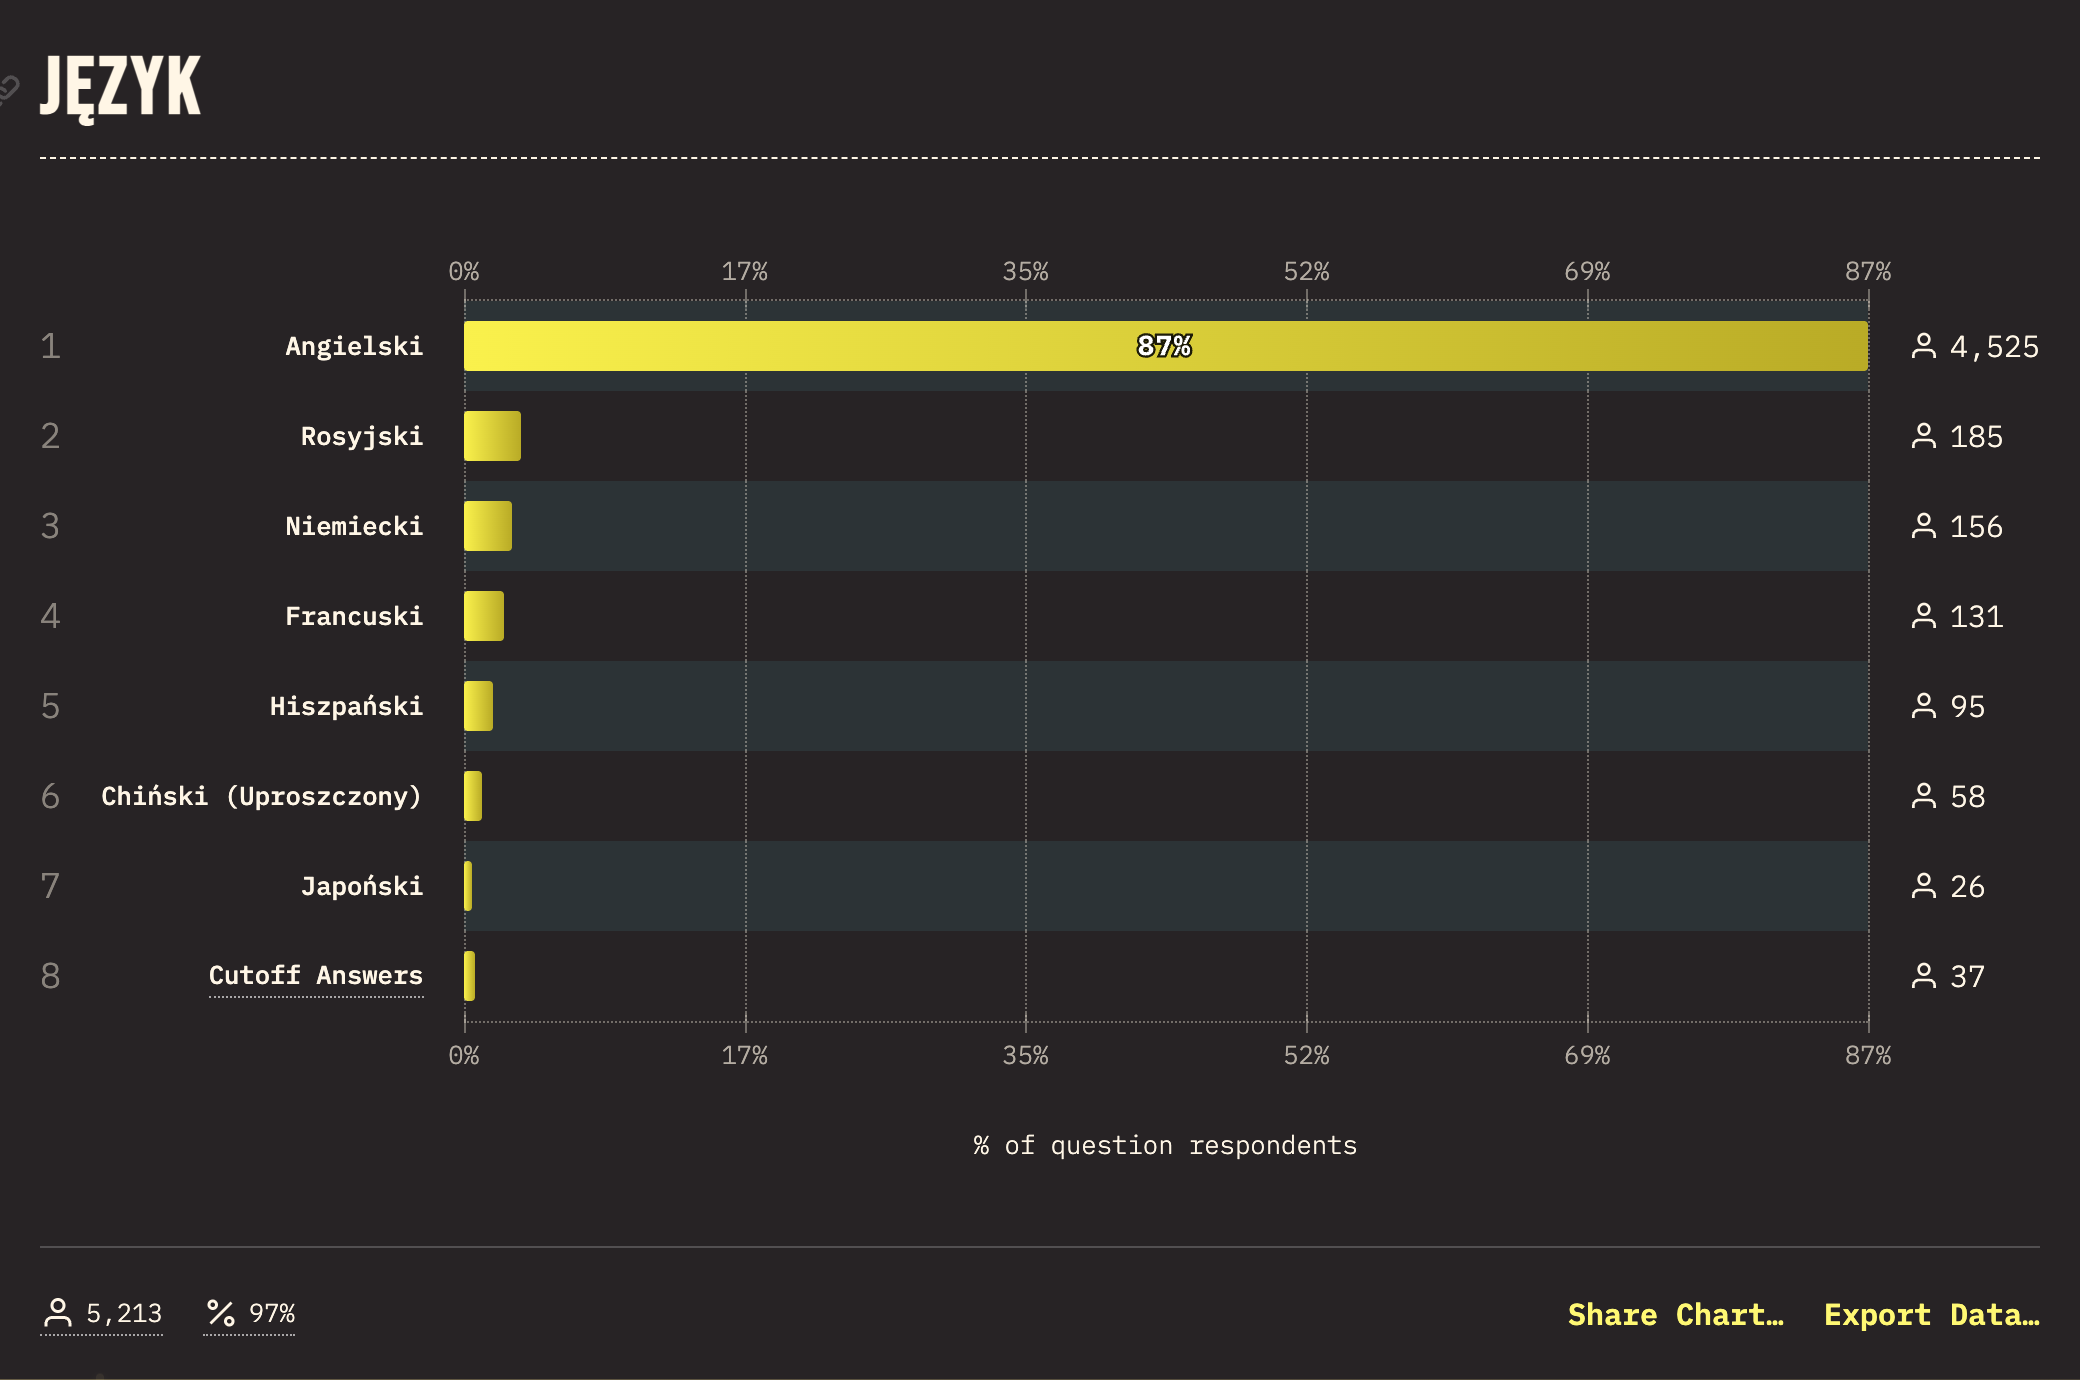 JĘZYK
0% 17% 35% 52% 69% 87%
1 Angielski 87% 4,525
2 Rosyjski 185
3 Niemiecki 156
4 Francuski 131
5 Hiszpański 95
6 Chiński (Uproszczony) 58
7 Japoński 26
8 Cutoff Answers 37
0% 17% 35% 52% 69% 87%
% of question respondents
5,213 97% Share Chart… Export Data…